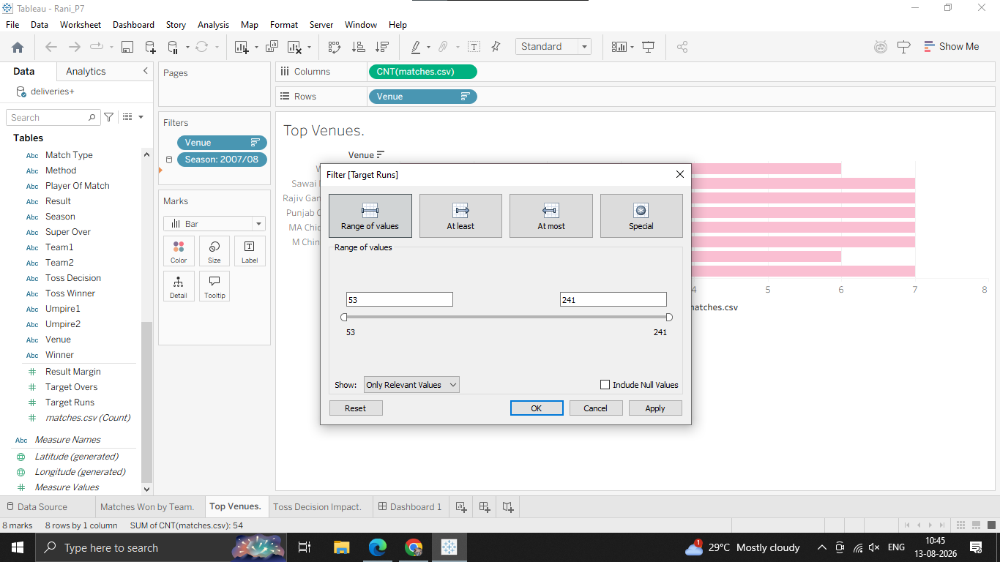 Tableau - Rani_P7
File Data Worksheet Dashboard Story Analysis Map Format Server Window Help
Standard
Show Me
Data Analytics
deliveries+
Search
Tables
Abc Match Type
Abc Method
Abc Player Of Match
Abc Result
Abc Season
Abc Super Over
Abc Team1
Abc Team2
Abc Toss Decision
Abc Toss Winner
Abc Umpire1
Abc Umpire2
Abc Venue
Abc Winner
# Result Margin
# Target Overs
# Target Runs
# matches.csv (Count)
Abc Measure Names
Latitude (generated)
Longitude (generated)
# Measure Values
Pages
Filters
Venue
Season: 2007/08
Marks
Bar
Color Size Label
Detail Tooltip
Columns CNT(matches.csv)
Rows Venue
Top Venues.
Venue
Sawai
Rajiv Gan
Punjab
MA Chi
M Chin
4 5 6 7 8
matches.csv
Filter [Target Runs]
Range of values At least At most Special
Range of values
53 241
53 241
Show: Only Relevant Values Include Null Values
Reset OK Cancel Apply
Data Source Matches Won by Team. Top Venues. Toss Decision Impact. Dashboard 1
8 marks 8 rows by 1 column SUM of CNT(matches.csv): 54
Type here to search
1 29°C Mostly cloudy ENG 10:45
13-08-2026